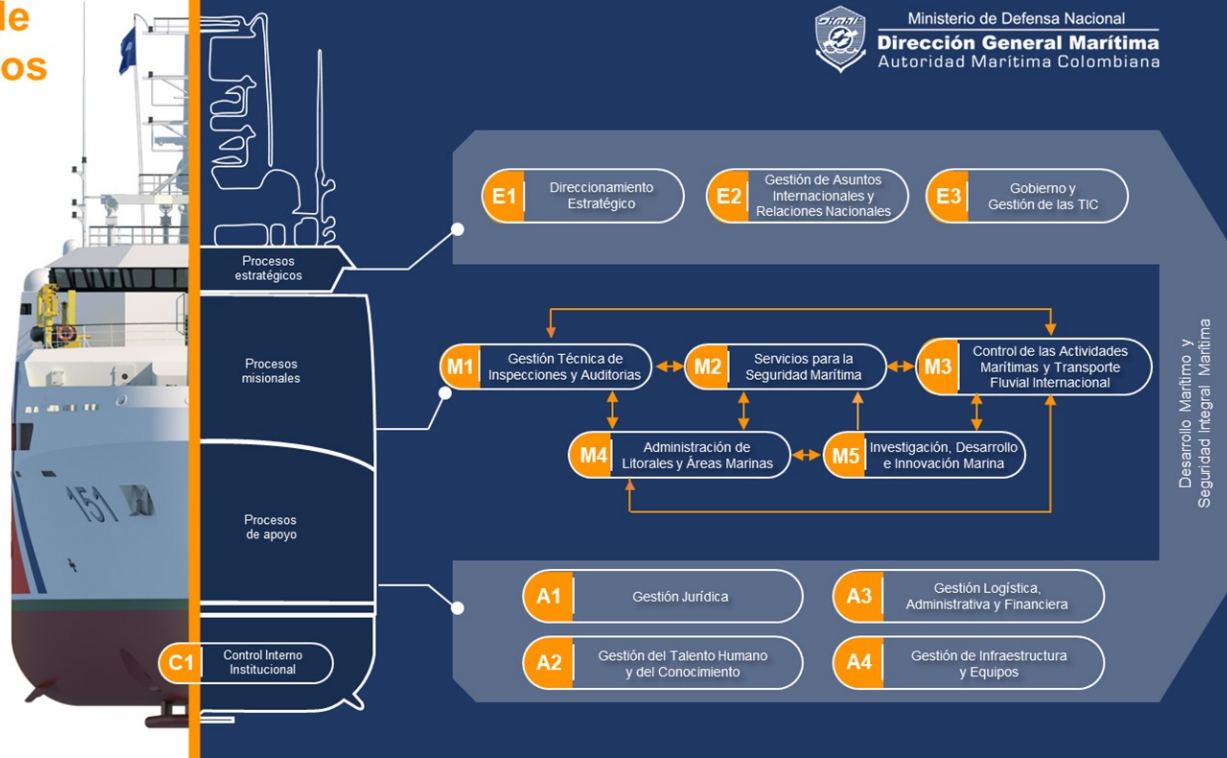 de
os
Dimar
Ministerio de Defensa Nacional
Dirección General Marítima
Autoridad Marítima Colombiana
E1
Direccionamiento
Estratégico
E2
Gestión de Asuntos
Internacionales y
Relaciones Nacionales
E3
Gobierno y
Gestión de las TIC
Procesos
estratégicos
Procesos
misionales
M1
Gestión Técnica de
Inspecciones y Auditorias
M2
Servicios para la
Seguridad Marítima
M3
Control de las Actividades
Marítimas y Transporte
Fluvial Internacional
M4
Administración de
Litorales y Áreas Marinas
M5
Investigación, Desarrollo
e Innovación Marina
Desarrollo Marítimo y
Seguridad Integral Marítima
151
Procesos
de apoyo
A1
Gestión Jurídica
A3
Gestión Logística,
Administrativa y Financiera
C1
Control Interno
Institucional
A2
Gestión del Talento Humano
y del Conocimiento
A4
Gestión de Infraestructura
y Equipos